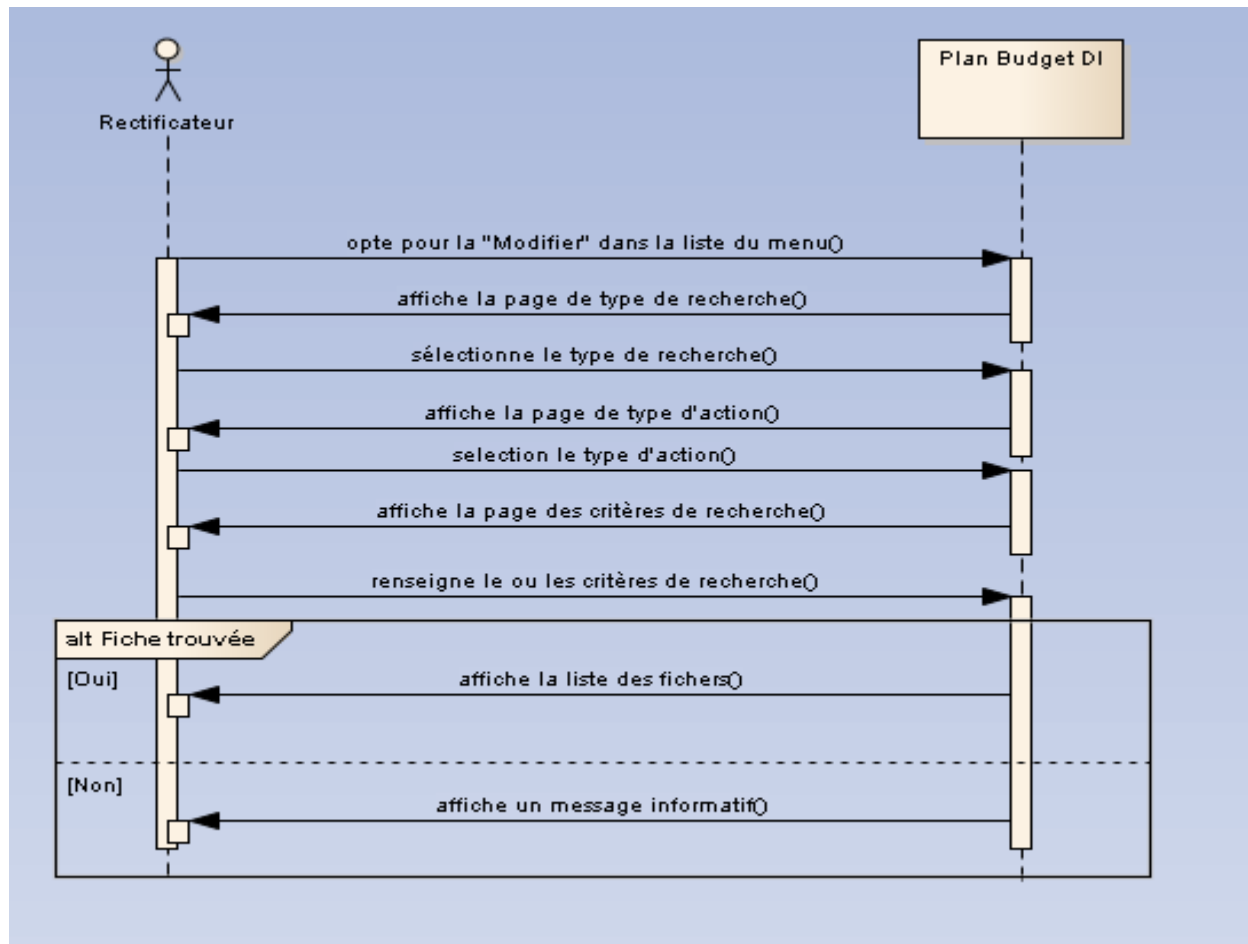 Plan Budget DI
Rectificateur
opte pour la "Modifier" dans la liste du menu()
affiche la page de type de recherche()
sélectionne le type de recherche()
affiche la page de type d'action()
selection le type d'action()
affiche la page des critères de recherche()
renseigne le ou les critères de recherche()
alt Fiche trouvée
[Oui]
affiche la liste des fichers()
[Non]
affiche un message informatif()